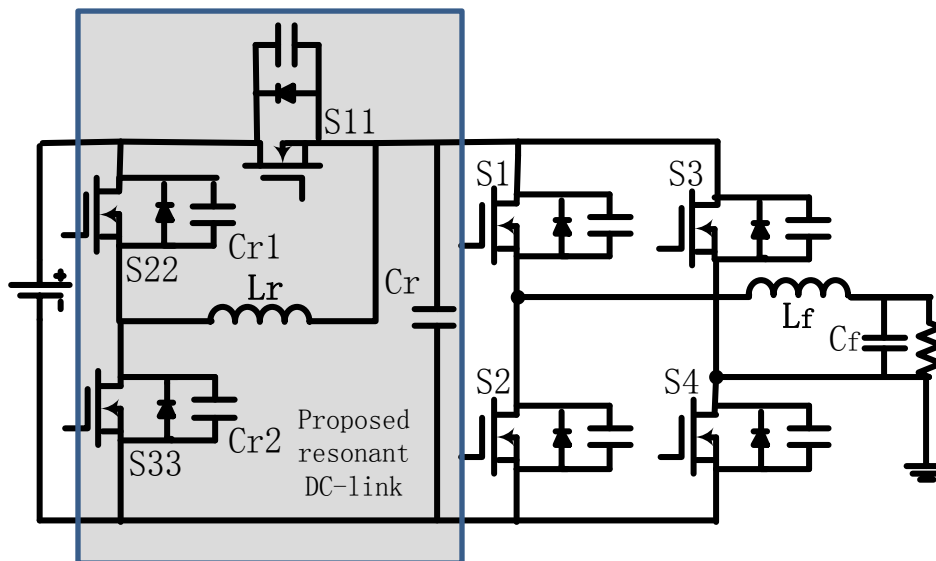 S11
S1
S3
Cr1
S22
Lr
Cr
Lf
Cf
S2
S4
Cr2
S33
Proposed
resonant
DC-link